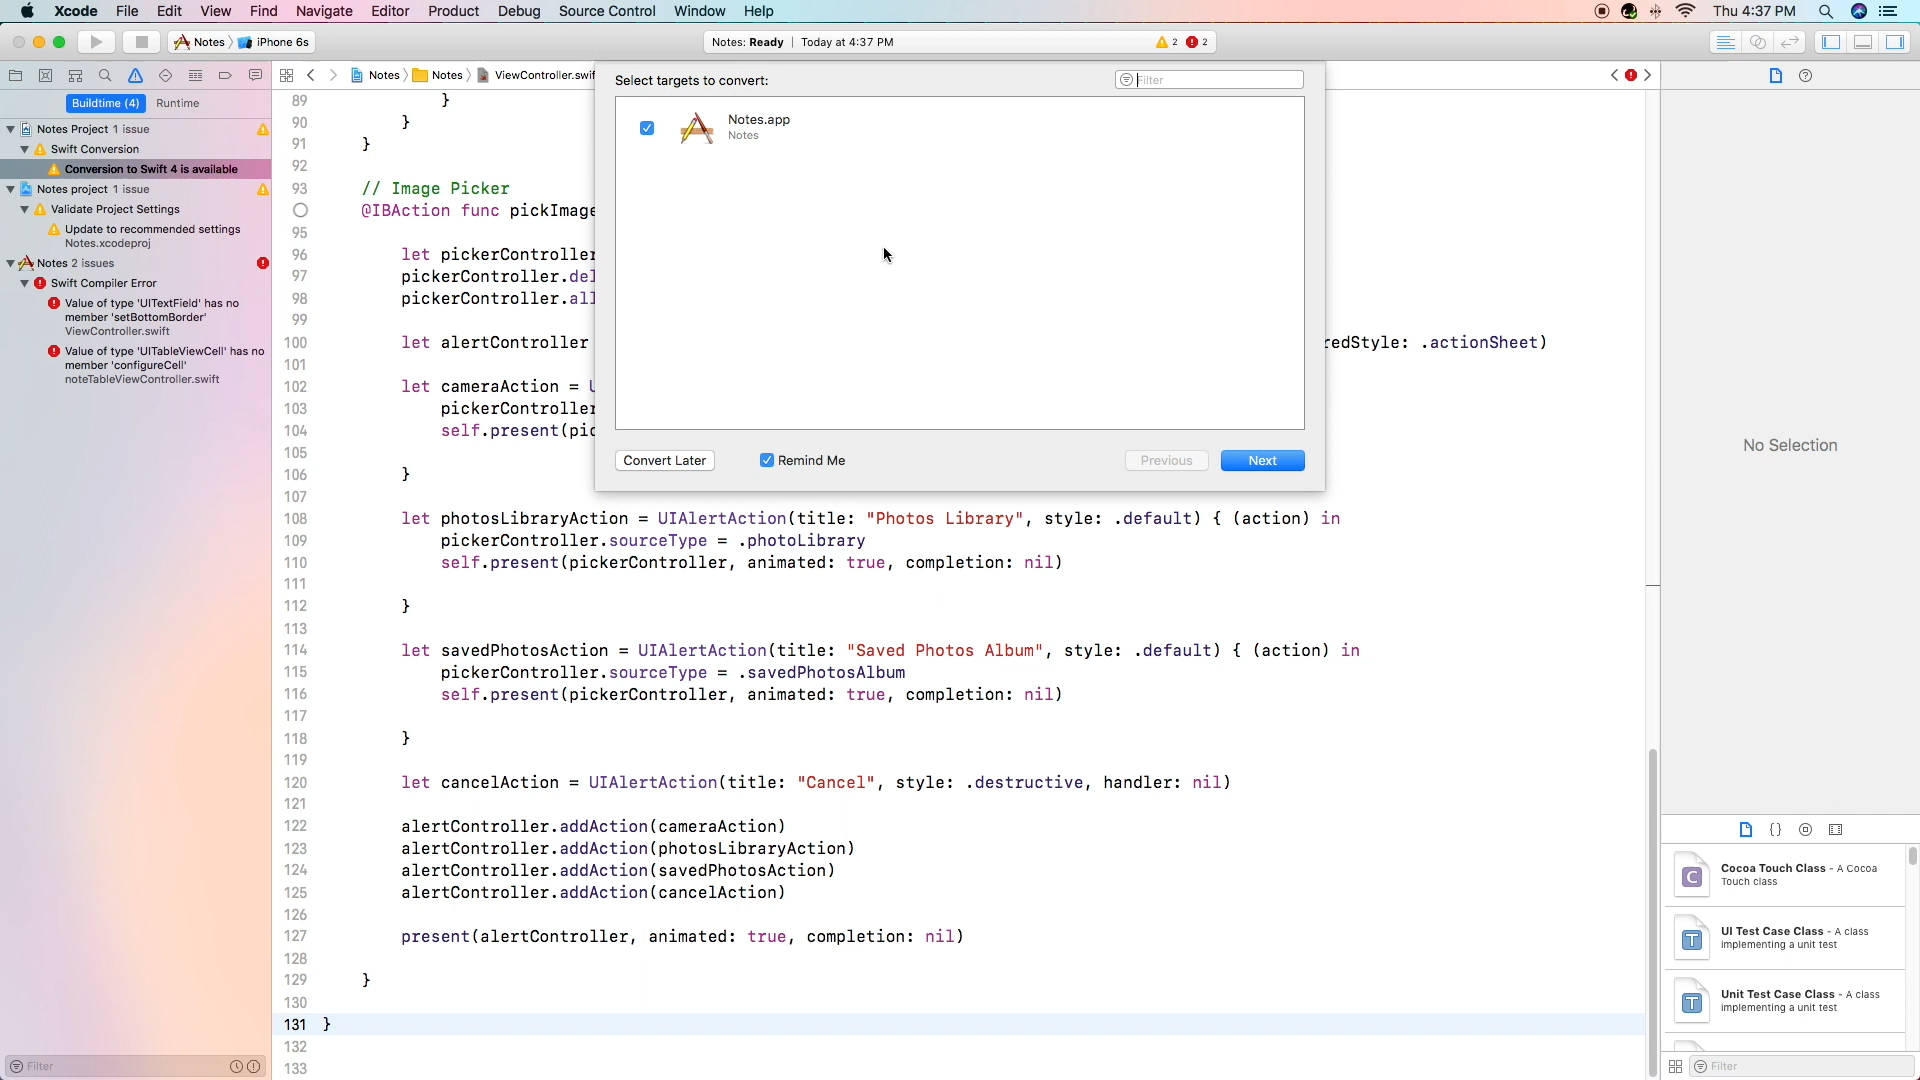 Xcode File Edit View Find Navigate Editor Product Debug Source Control Window Help
Thu 4:37 PM
Notes iPhone 6s
Notes: Ready | Today at 4:37 PM
2 2
Notes Notes ViewController.swif
Buildtime (4) Runtime
Notes Project 1 issue
Swift Conversion
Conversion to Swift 4 is available
Notes project 1 issue
Validate Project Settings
Update to recommended settings
Notes.xcodeproj
Notes 2 issues
Swift Compiler Error
Value of type 'UITextField' has no
member 'setBottomBorder'
ViewController.swift
Value of type 'UITableViewCell' has no
member 'configureCell'
noteTableViewController.swift
Filter
Select targets to convert:
Filter
Notes.app
Notes
Convert Later
Remind Me
Previous
Next
89 }
90 }
91 }
92
93 // Image Picker
@IBAction func pickImage
95
96 let pickerController
97 pickerController.del
98 pickerController.all
99
100 let alertController redStyle: .actionSheet)
101
102 let cameraAction = U
103 pickerController
104 self.present(pic
105
106 }
107
108 let photosLibraryAction = UIAlertAction(title: "Photos Library", style: .default) { (action) in
109 pickerController.sourceType = .photoLibrary
110 self.present(pickerController, animated: true, completion: nil)
111
112 }
113
114 let savedPhotosAction = UIAlertAction(title: "Saved Photos Album", style: .default) { (action) in
115 pickerController.sourceType = .savedPhotosAlbum
116 self.present(pickerController, animated: true, completion: nil)
117
118 }
119
120 let cancelAction = UIAlertAction(title: "Cancel", style: .destructive, handler: nil)
121
122 alertController.addAction(cameraAction)
123 alertController.addAction(photosLibraryAction)
124 alertController.addAction(savedPhotosAction)
125 alertController.addAction(cancelAction)
126
127 present(alertController, animated: true, completion: nil)
128
129 }
130
131 }
132
133
No Selection
{}
C
Cocoa Touch Class - A Cocoa
Touch class
T
UI Test Case Class - A class
implementing a unit test
T
Unit Test Case Class - A class
implementing a unit test
Filter